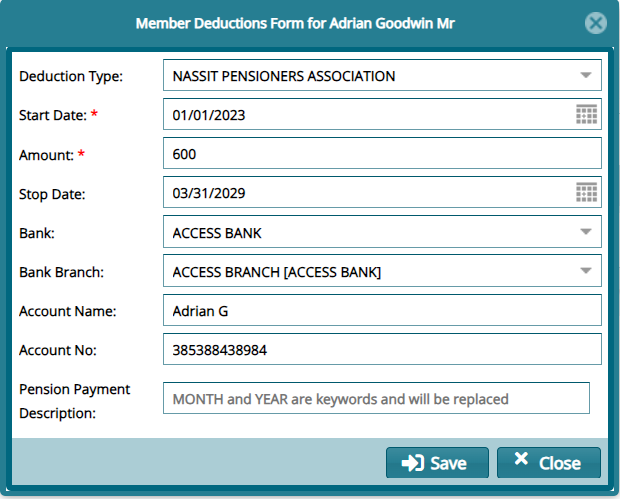 Member Deductions Form for Adrian Goodwin Mr
Deduction Type: NASSIT PENSIONERS ASSOCIATION
Start Date: * 01/01/2023
Amount: * 600
Stop Date: 03/31/2029
Bank: ACCESS BANK
Bank Branch: ACCESS BRANCH [ACCESS BANK]
Account Name: Adrian G
Account No: 385388438984
Pension Payment
Description:
MONTH and YEAR are keywords and will be replaced
Save Close